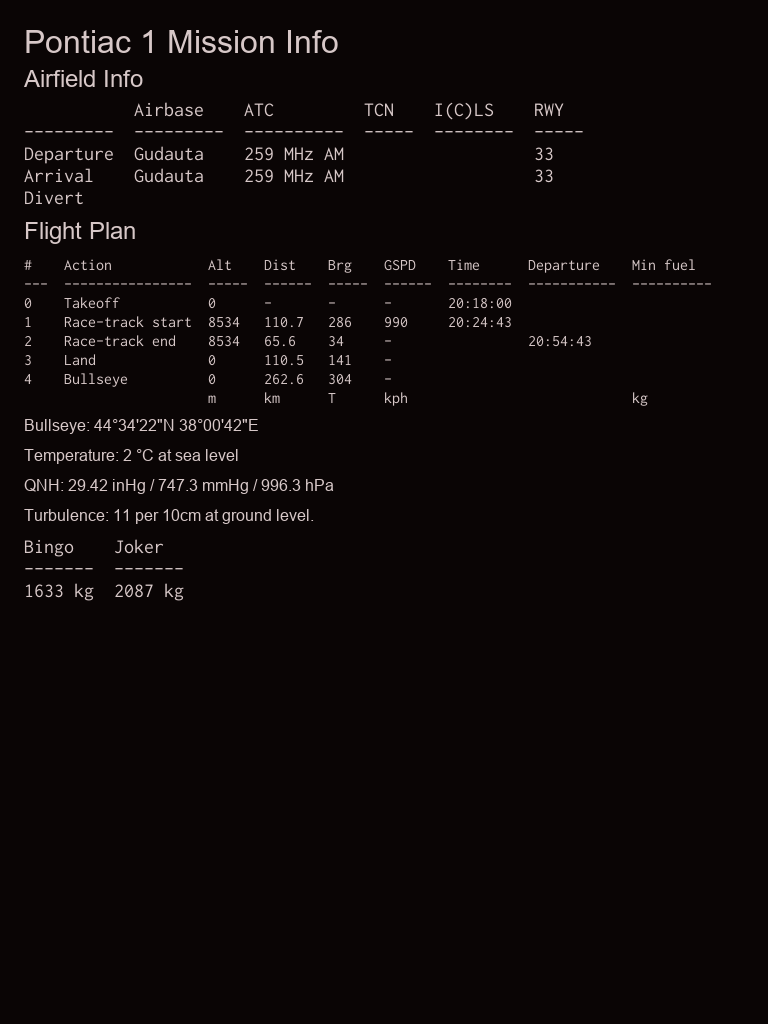 Pontiac 1 Mission Info
Airfield Info
Airbase ATC TCN I(C)LS RWY
--------- --------- ---------- ----- -------- -----
Departure Gudauta 259 MHz AM 33
Arrival Gudauta 259 MHz AM 33
Divert
Flight Plan
# Action Alt Dist Brg GSPD Time Departure Min fuel
--- ---------------- ----- ------ ----- ------ -------- ----------- ----------
0 Takeoff 0 - - - 20:18:00
1 Race-track start 8534 110.7 286 990 20:24:43
2 Race-track end 8534 65.6 34 - 20:54:43
3 Land 0 110.5 141 -
4 Bullseye 0 262.6 304 -
m km T kph kg
Bullseye: 44°34'22"N 38°00'42"E
Temperature: 2 °C at sea level
QNH: 29.42 inHg / 747.3 mmHg / 996.3 hPa
Turbulence: 11 per 10cm at ground level.
Bingo Joker
------- -------
1633 kg 2087 kg